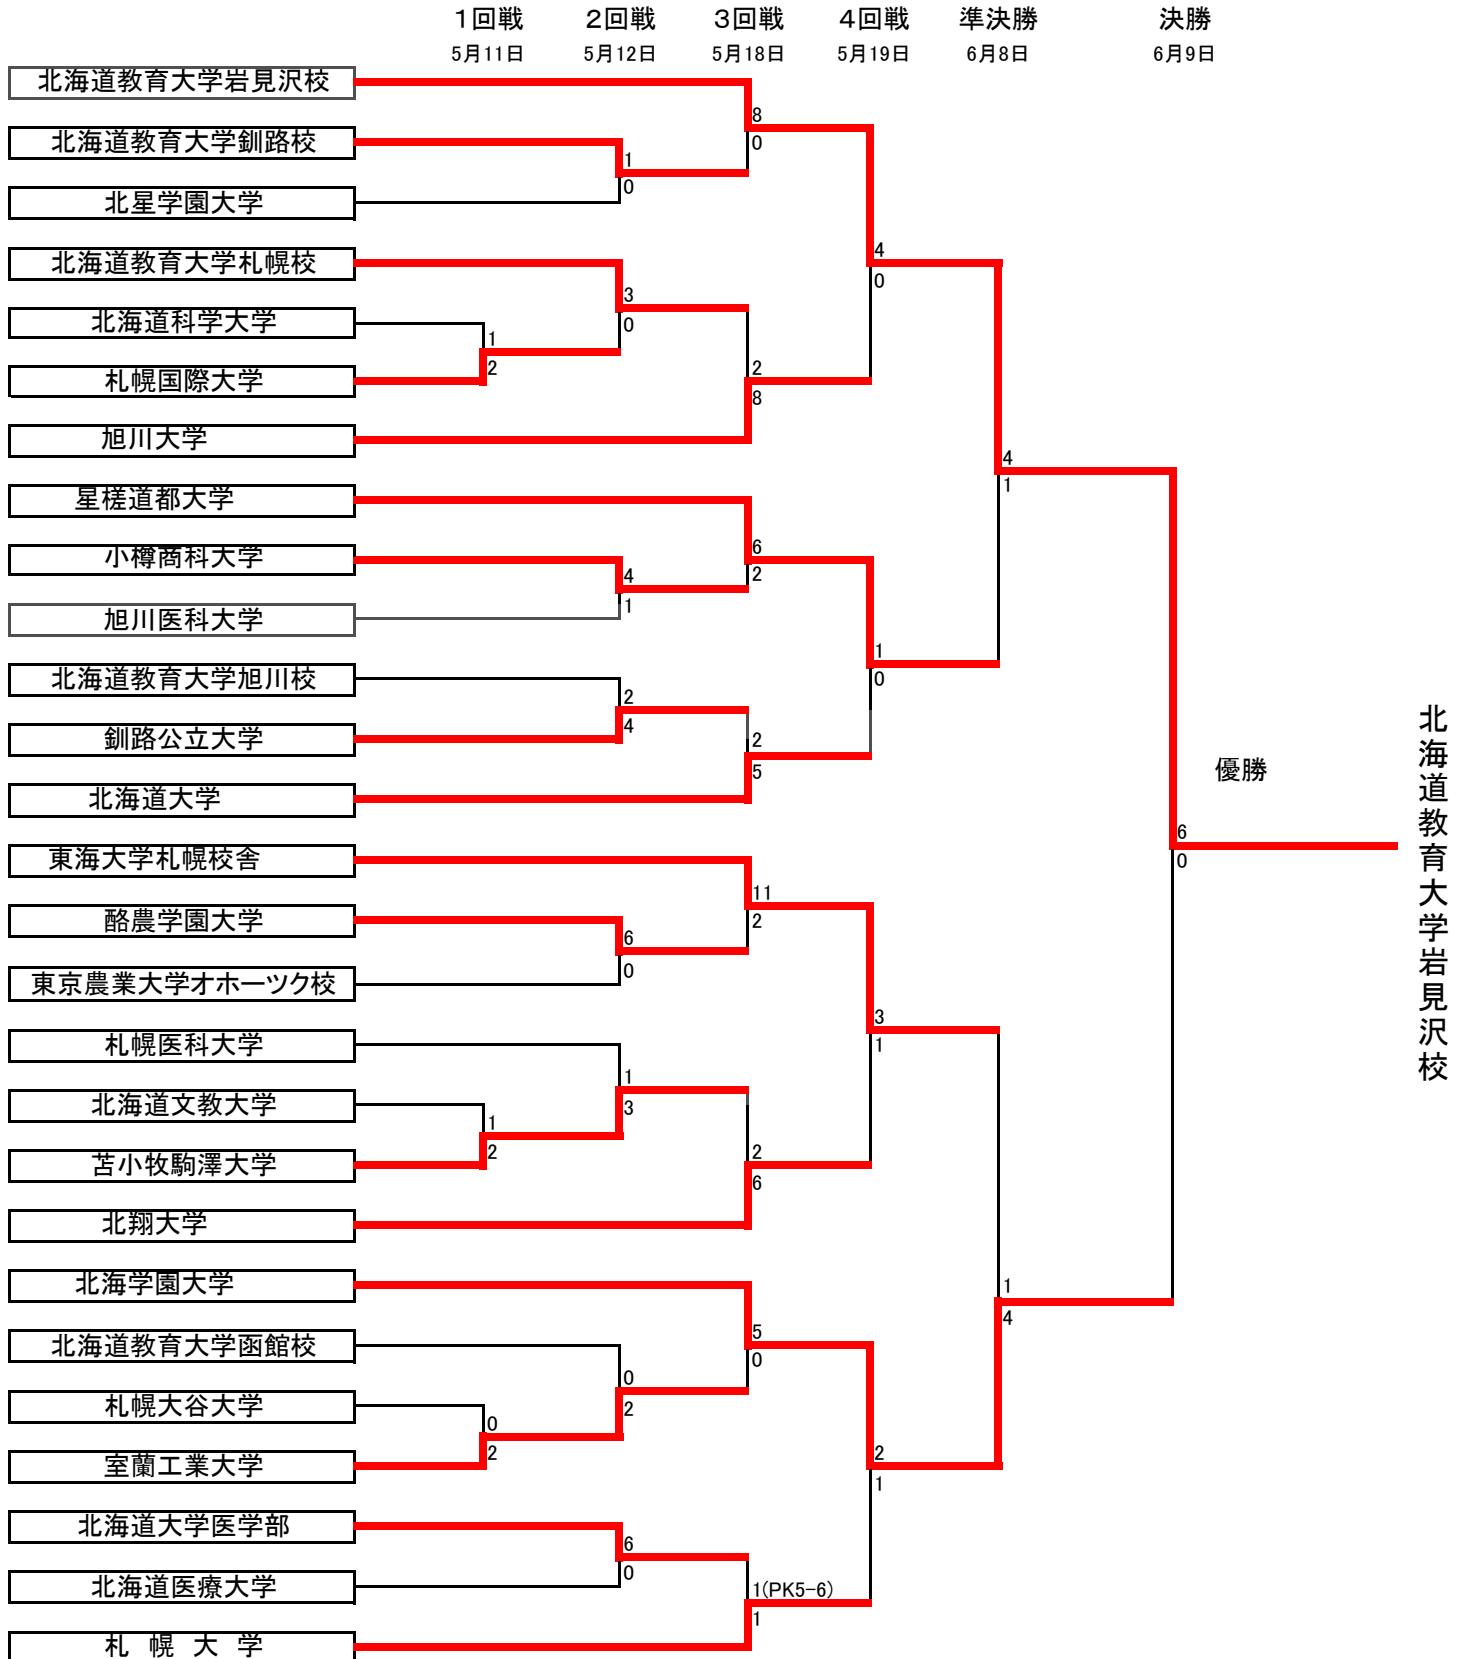 １回戦 ２回戦 ３回戦 ４回戦 準決勝 決勝
5月11日 5月12日 5月18日 5月19日 6月8日 6月9日
北海道教育大学岩見沢校
8
北海道教育大学釧路校
0
1
北星学園大学
0
北海道教育大学札幌校
4
0
3
北海道科学大学
0
1
札幌国際大学
2
2
8
旭川大学
4
1
星槎道都大学
6
小樽商科大学
2
4
旭川医科大学
1
1
北海道教育大学旭川校
0
2
釧路公立大学
4
2
優勝
5
北海道大学
北海道教育大学岩見沢校
6
0
東海大学札幌校舎
11
酪農学園大学
2
6
0
東京農業大学オホーツク校
3
1
札幌医科大学
1
北海道文教大学
3
1
苫小牧駒澤大学
2
2
6
北翔大学
北海学園大学
1
4
5
北海道教育大学函館校
0
0
札幌大谷大学
2
0
室蘭工業大学
2
2
1
北海道大学医学部
6
0
北海道医療大学
1(PK5-6)
1
札幌大学